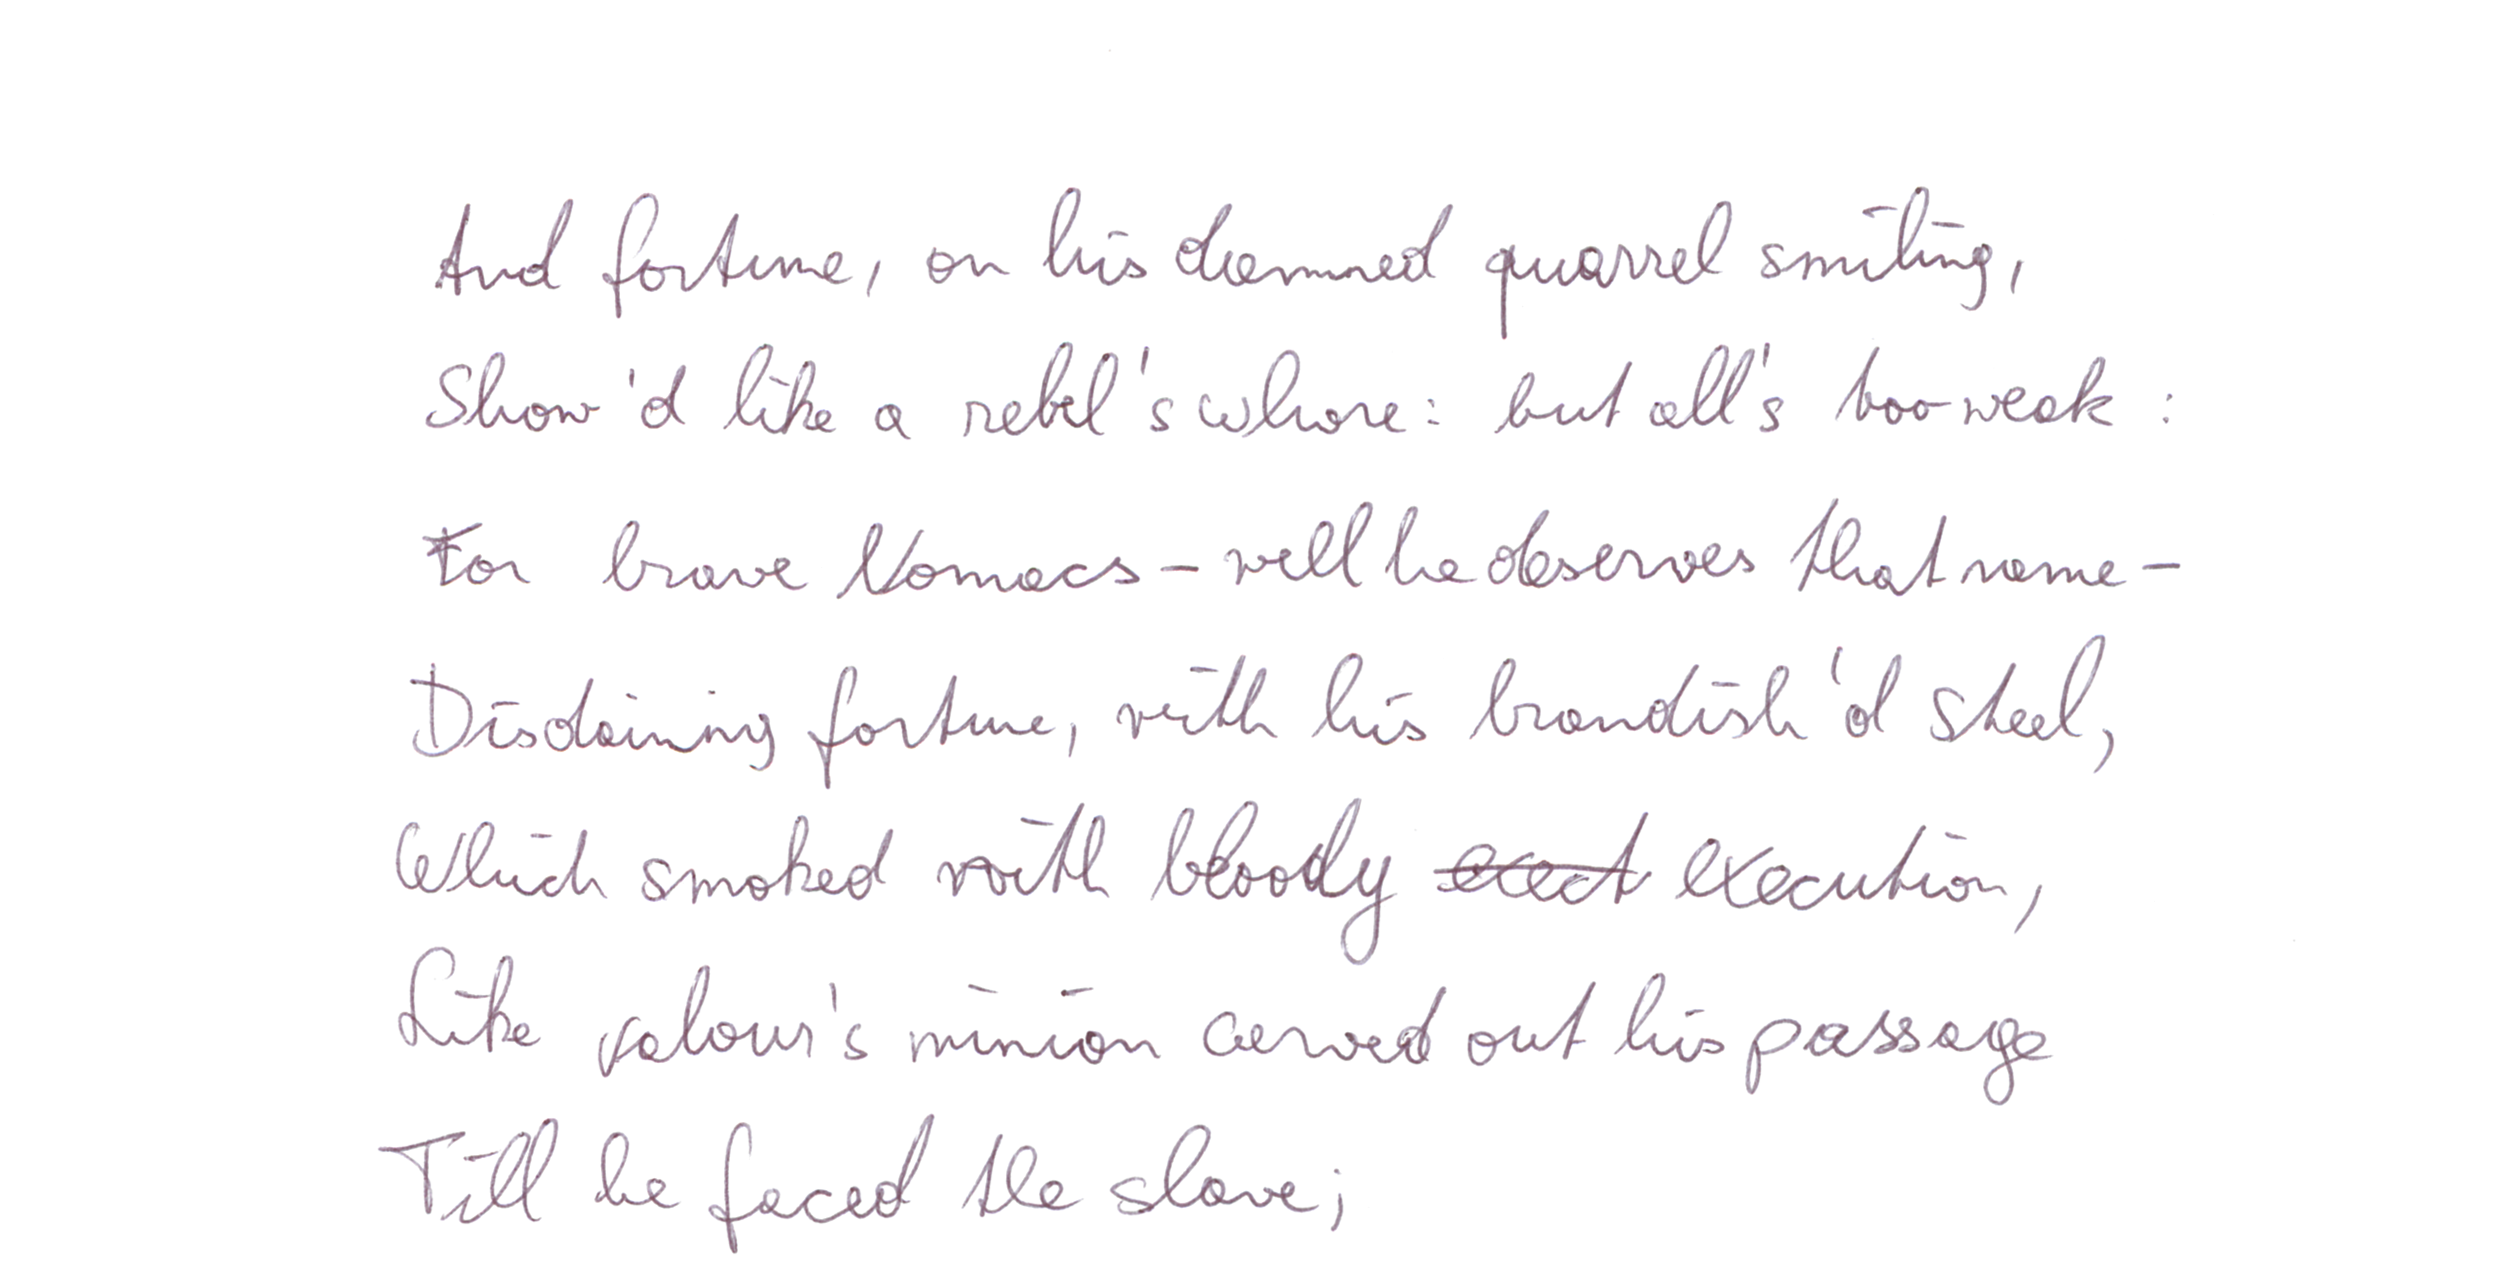 And fortune, on his damned quarrel smiling,
Show'd like a rebel's whore: but all's too weak:
For brave Nomacs - well he deserves that name -
Disdaining fortune, with his brandish'd steel,
Which smoked with bloody execution,
Like valour's minion carved out his passage
Till he faced the slave;